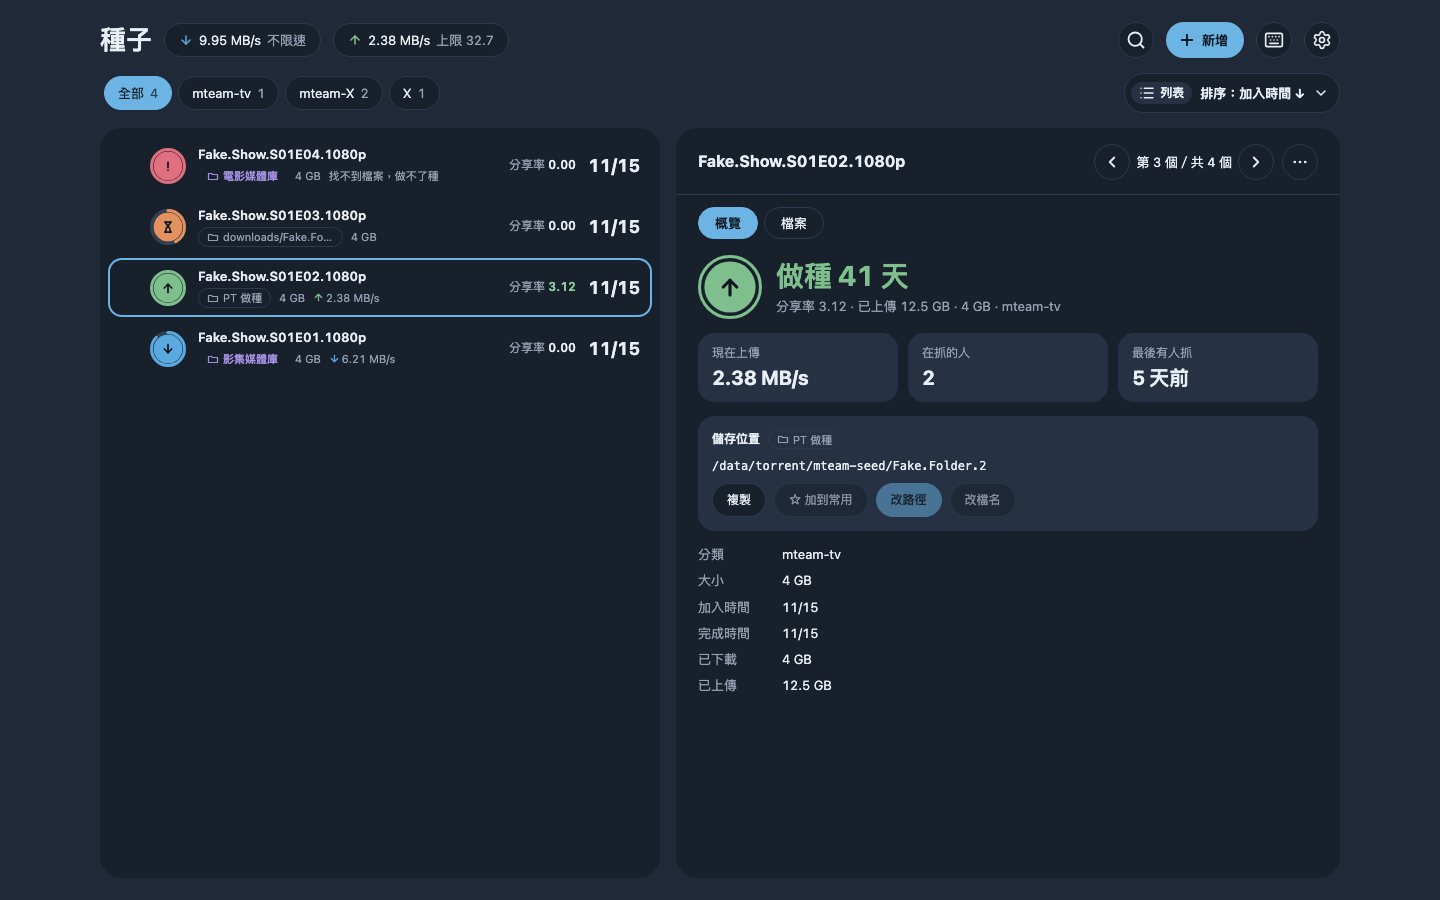 種子
9.95 MB/s 不限速
2.38 MB/s 上限 32.7
新增
全部 4
mteam-tv 1
mteam-X 2
X 1
列表
排序：加入時間
Fake.Show.S01E04.1080p
電影媒體庫 4 GB 找不到檔案，做不了種
分享率 0.00 11/15
Fake.Show.S01E03.1080p
downloads/Fake.Fo... 4 GB
分享率 0.00 11/15
Fake.Show.S01E02.1080p
PT 做種 4 GB 2.38 MB/s
分享率 3.12 11/15
Fake.Show.S01E01.1080p
影集媒體庫 4 GB 6.21 MB/s
分享率 0.00 11/15
Fake.Show.S01E02.1080p
第 3 個 / 共 4 個
概覽
檔案
做種 41 天
分享率 3.12 · 已上傳 12.5 GB · 4 GB · mteam-tv
現在上傳
2.38 MB/s
在抓的人
2
最後有人抓
5 天前
儲存位置 PT 做種
/data/torrent/mteam-seed/Fake.Folder.2
複製
加到常用
改路徑
改檔名
分類 mteam-tv
大小 4 GB
加入時間 11/15
完成時間 11/15
已下載 4 GB
已上傳 12.5 GB